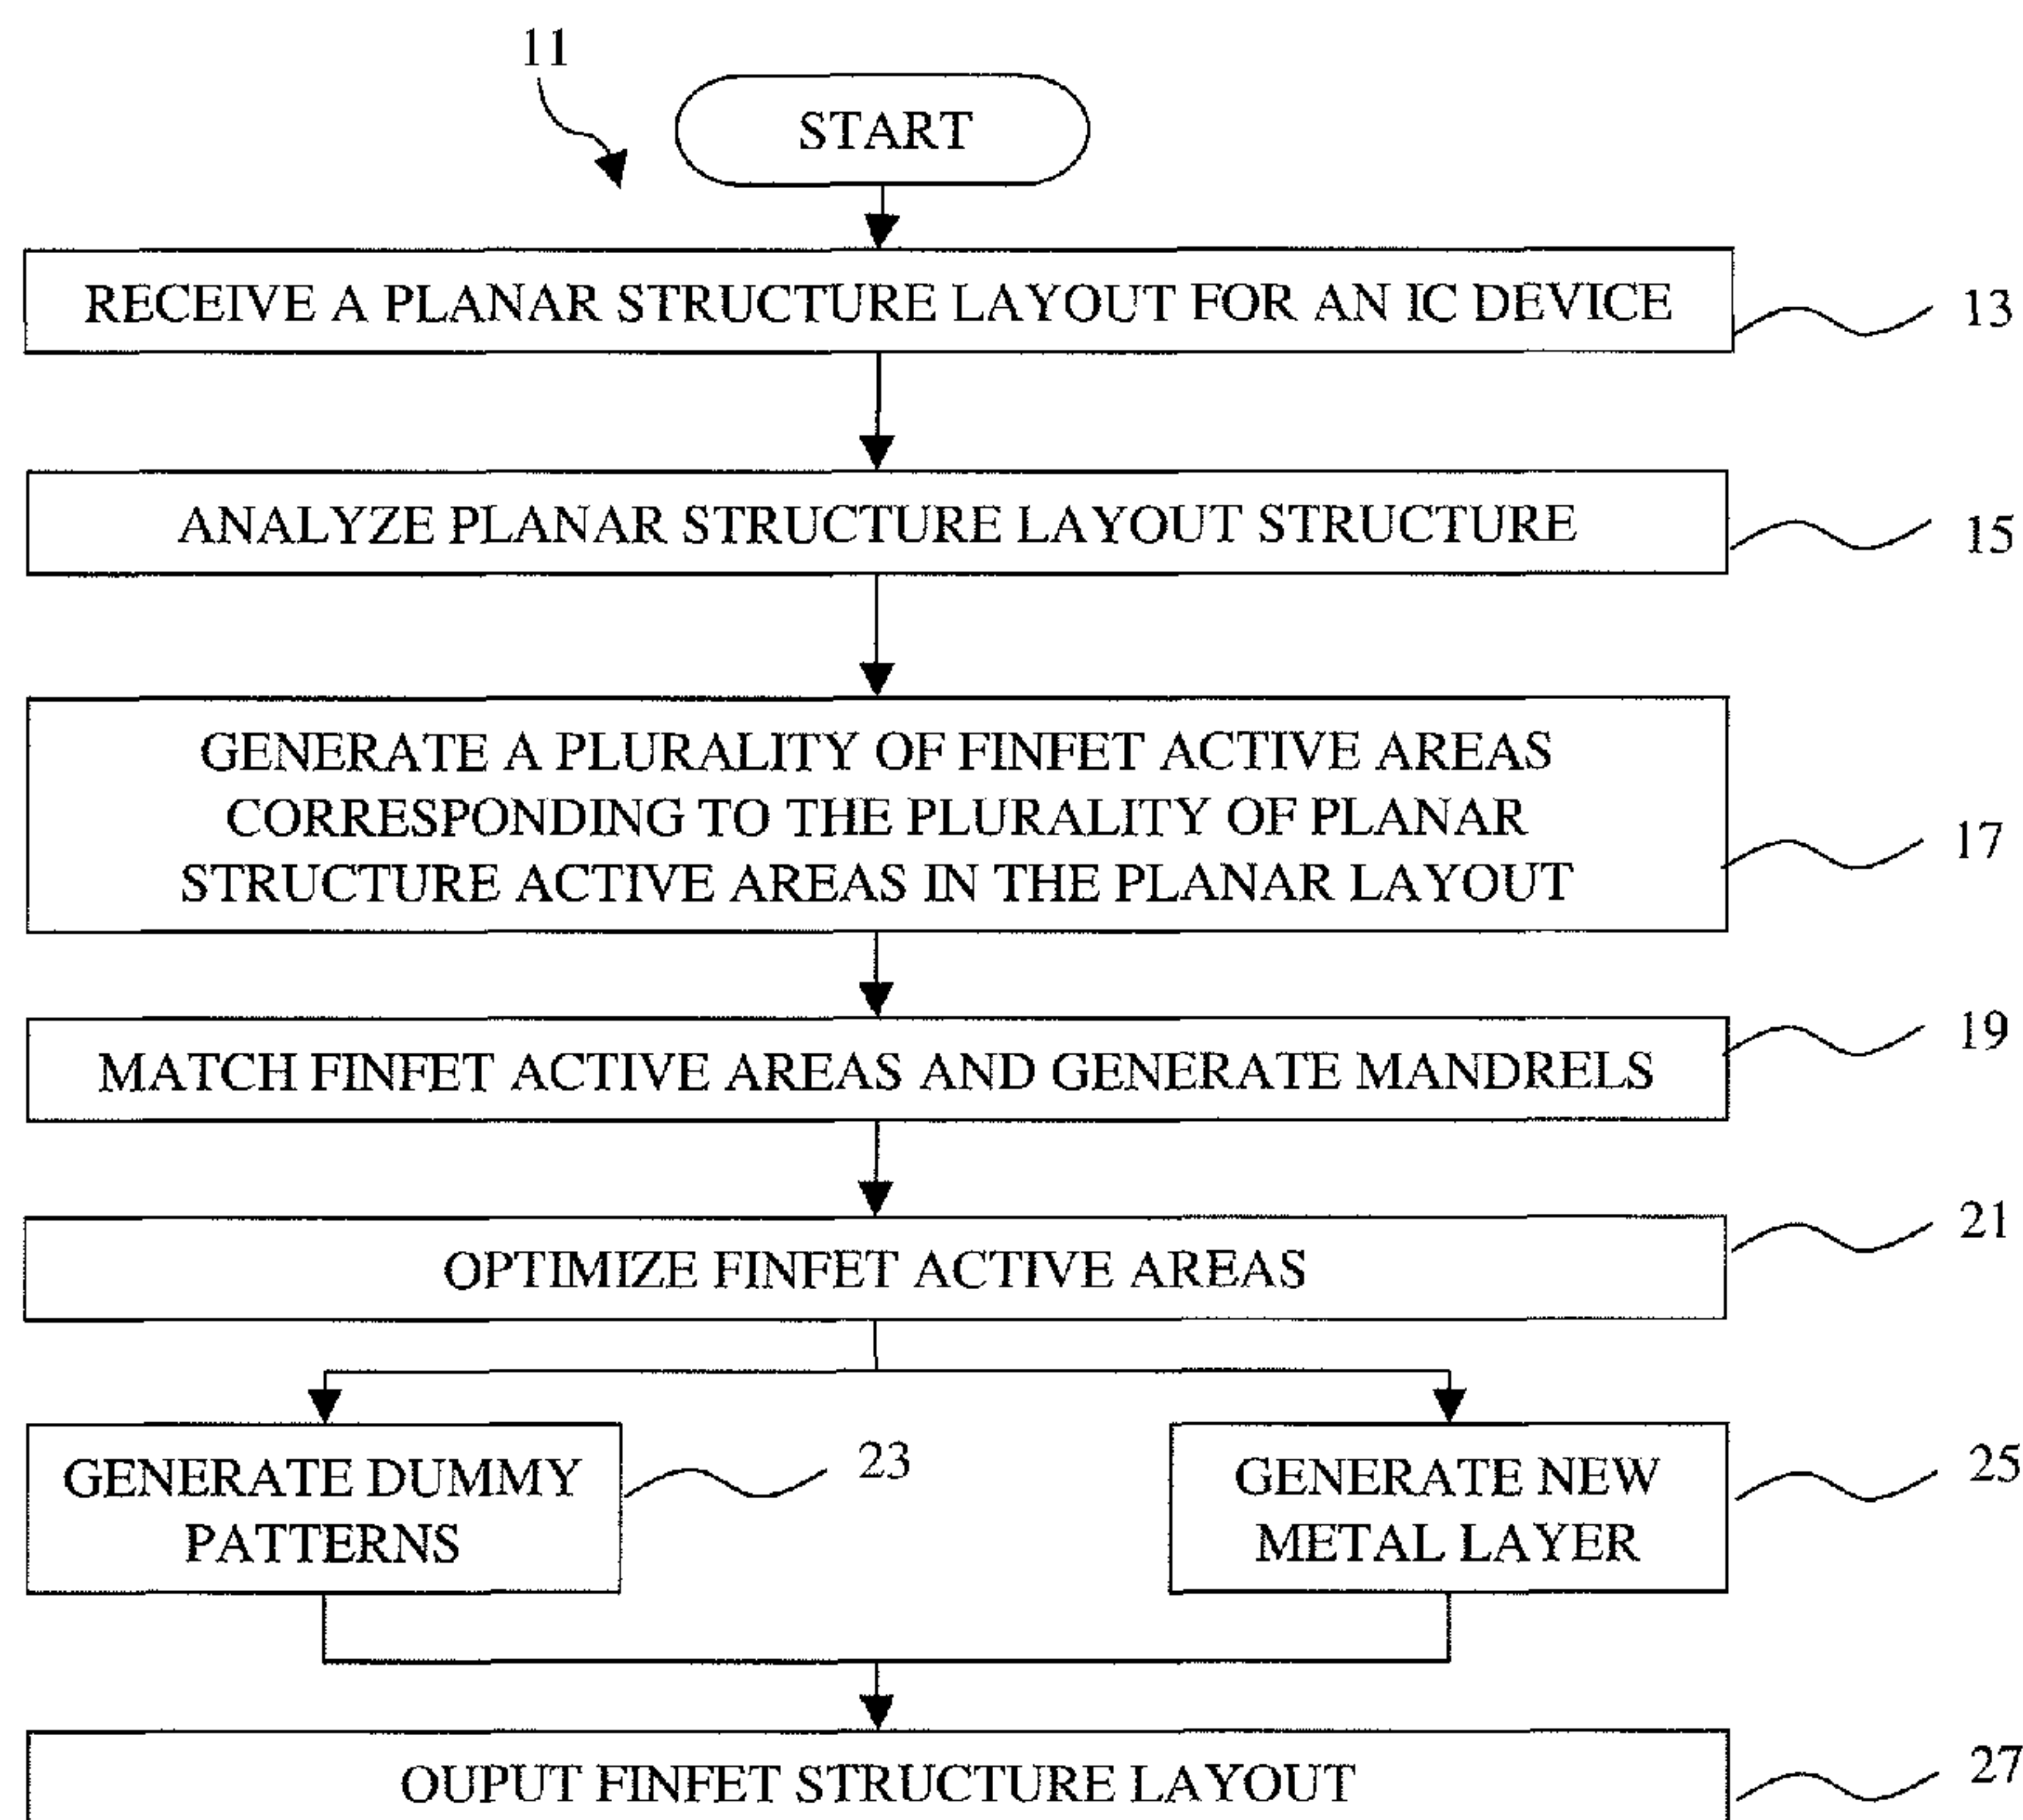 11
START
RECEIVE A PLANAR STRUCTURE LAYOUT FOR AN IC DEVICE
13
ANALYZE PLANAR STRUCTURE LAYOUT STRUCTURE
15
GENERATE A PLURALITY OF FINFET ACTIVE AREAS
CORRESPONDING TO THE PLURALITY OF PLANAR
STRUCTURE ACTIVE AREAS IN THE PLANAR LAYOUT
17
MATCH FINFET ACTIVE AREAS AND GENERATE MANDRELS
19
OPTIMIZE FINFET ACTIVE AREAS
21
GENERATE DUMMY
PATTERNS
23
GENERATE NEW
METAL LAYER
25
OUPUT FINFET STRUCTURE LAYOUT
27